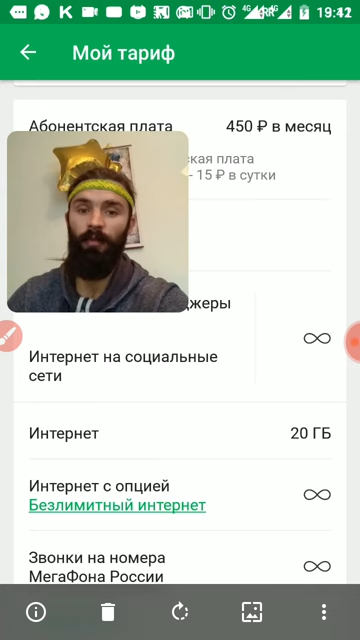 19:42
Мой тариф
Абонентская плата 450 ₽ в месяц
ская плата
- 15 ₽ в сутки
джеры
Интернет на социальные
сети
Интернет 20 ГБ
Интернет с опцией
Безлимитный интернет
Звонки на номера
МегаФона России